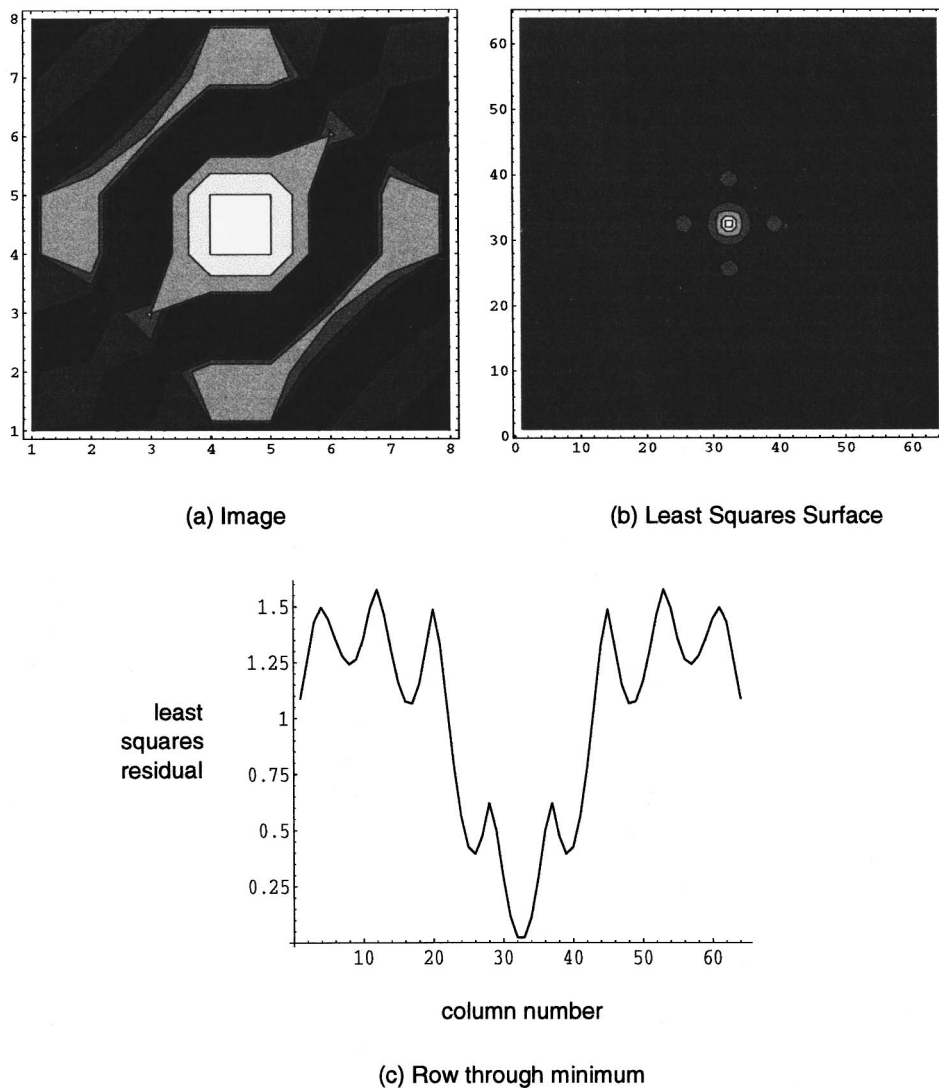 8
7
6
5
4
3
2
1
1 2 3 4 5 6 7 8
60
50
40
30
20
10
0
0 10 20 30 40 50 60
(a) Image
(b) Least Squares Surface
1.5
1.25
1
0.75
0.5
0.25
least
squares
residual
10 20 30 40 50 60
column number
(c) Row through minimum